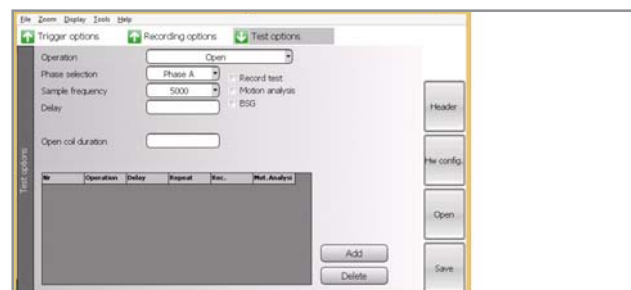 File Zoom Display Tools Help
Trigger options Recording options Test options
Operation Open
Phase selection Phase A Record test
Sample frequency 5000 Motion analysis
Delay BSG
Header
Open coil duration
Test options
Hw config.
Nr Operation Delay Repeat Rec. Mot.Analysi
Open
Add
Delete
Save